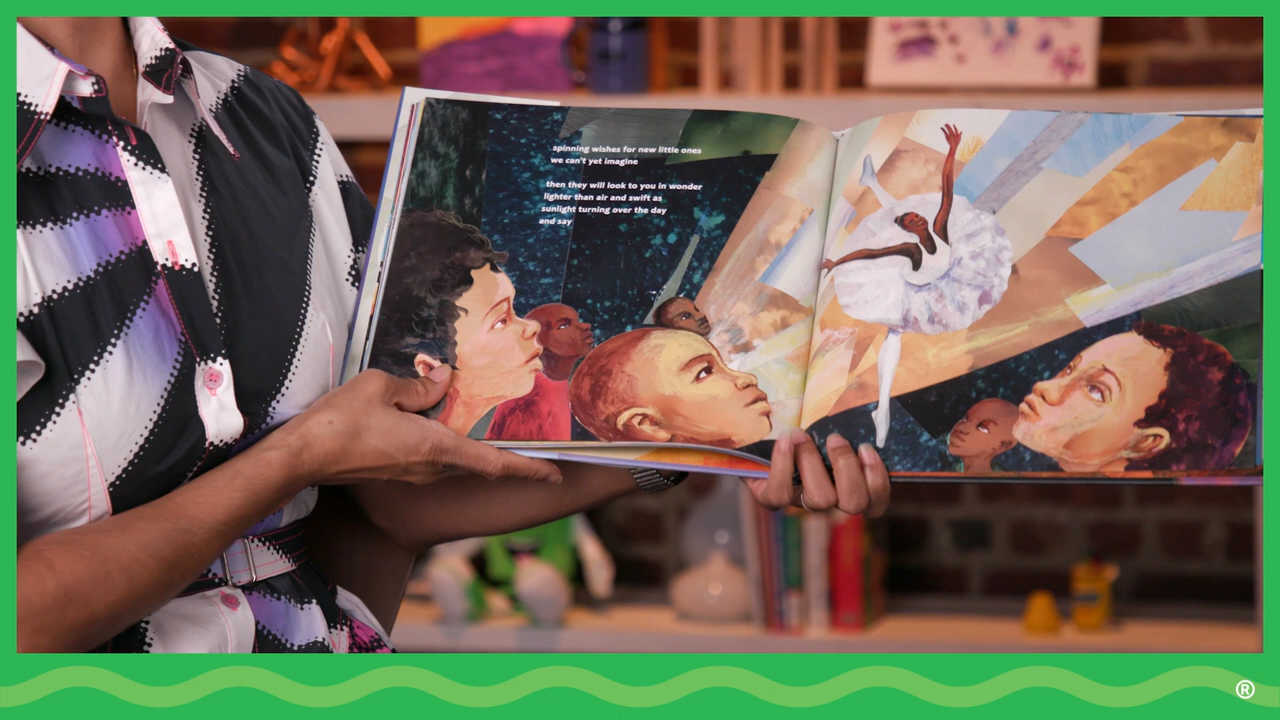 spinning wishes for new little ones
we can't yet imagine
then they will look to you in wonder
lighter than air and swift as
sunlight turning over the day
and say
®